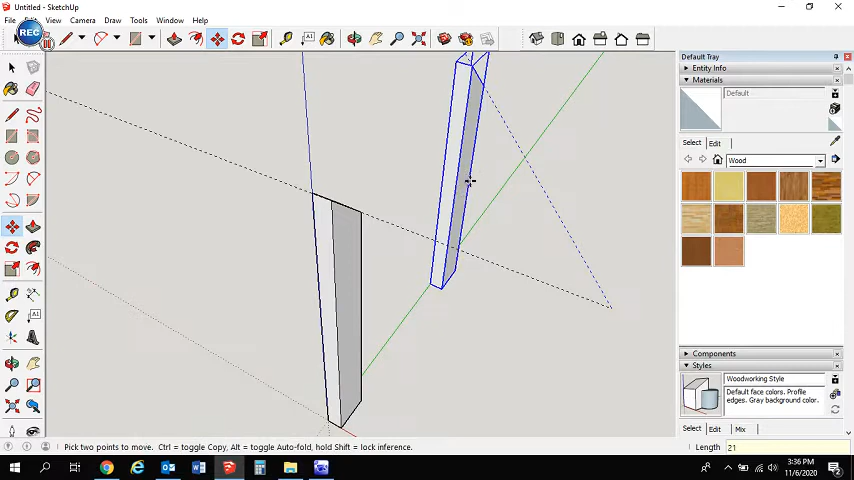 Untitled - SketchUp
Edit View Camera Draw Tools Window Help
REC
Default Tray
Entity Info
Materials
Default
Select Edit
Wood
Components
Styles
Woodworking Style
Default face colors. Profile
edges. Gray background color.
Select Edit Mix
Pick two points to move. Ctrl = toggle Copy, Alt = toggle Auto-fold, hold Shift = lock inference.
Length 21
3:36 PM
11/6/2020
2